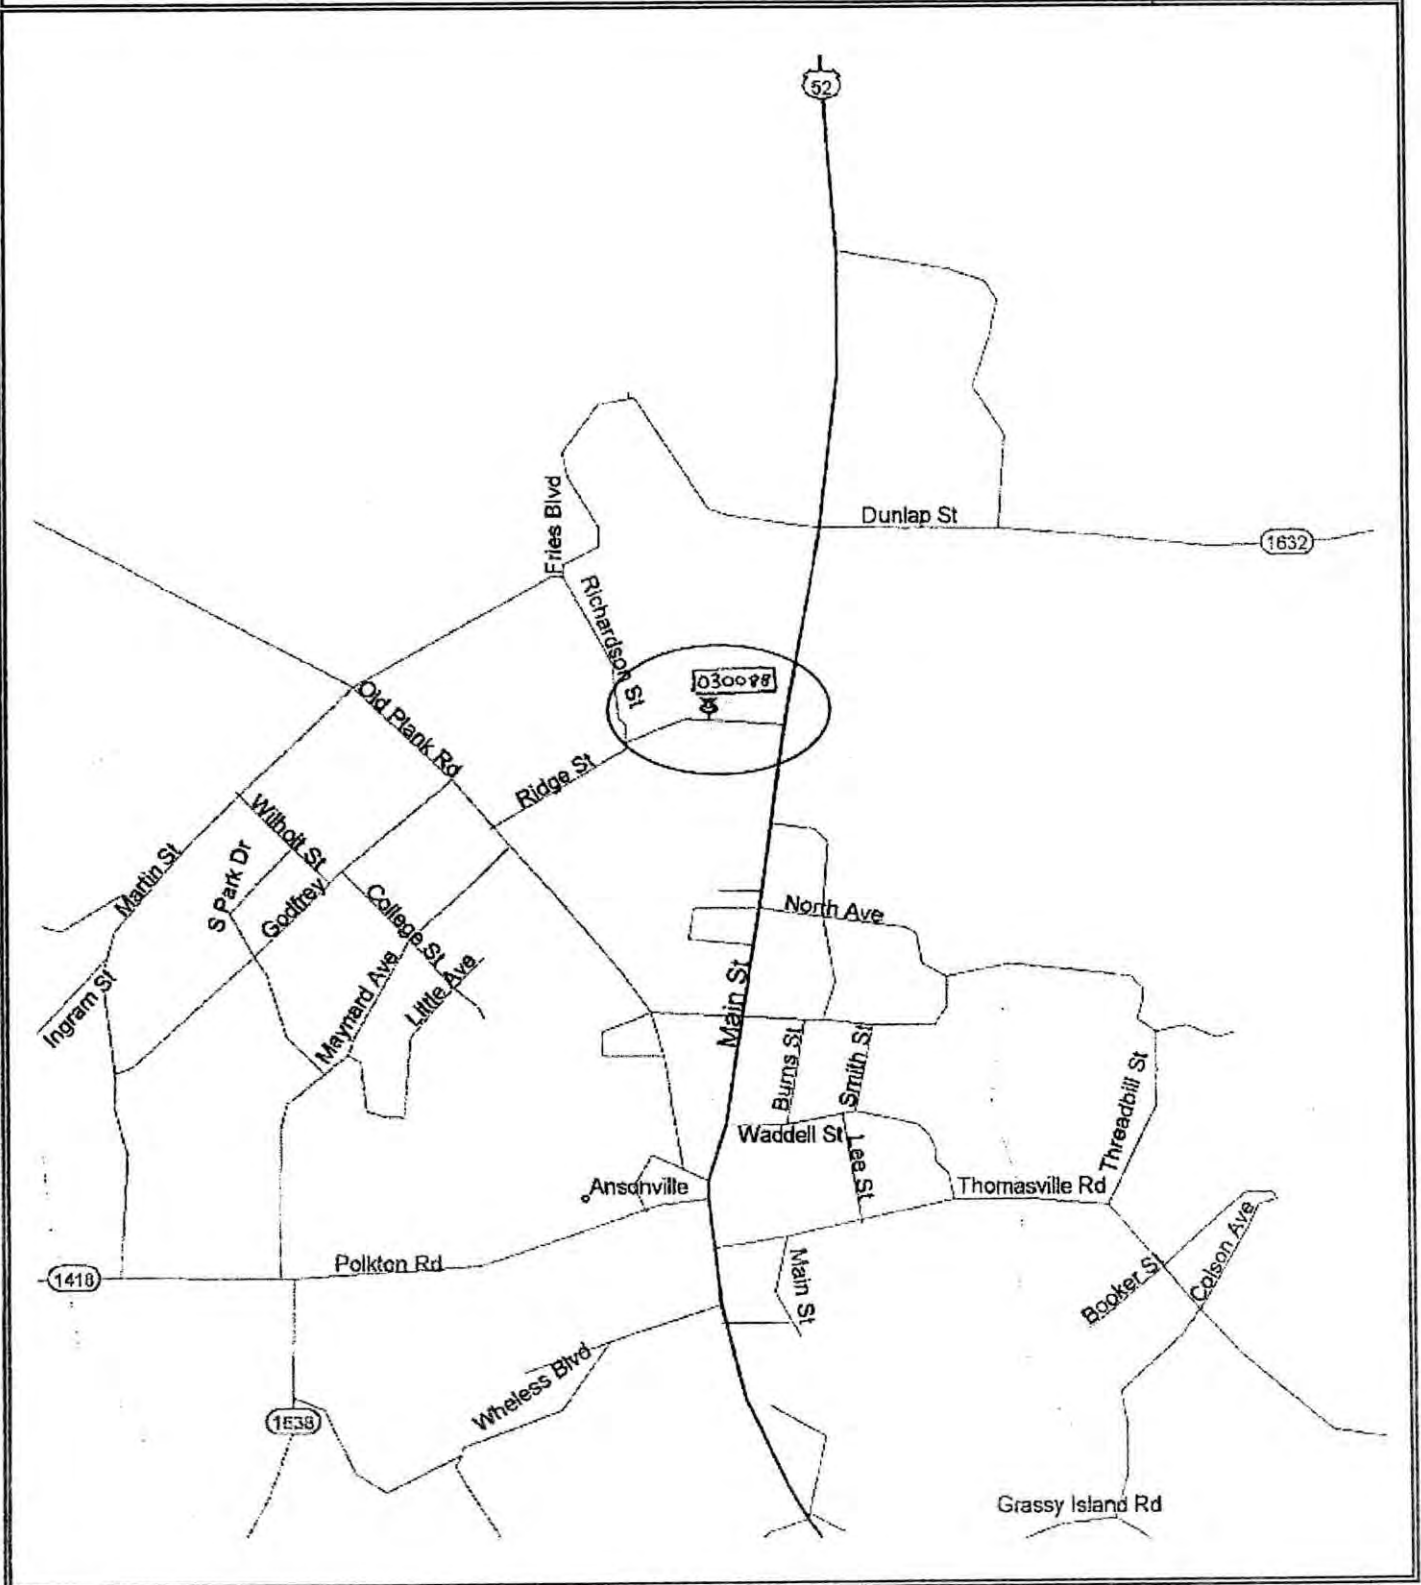 52
Dunlap St
1632
Fries Blvd
Richardson St
030088
Old Plank Rd
Ridge St
Wilhoit St
Martin St
S Park Dr
Godfrey
College St
North Ave
Maynard Ave
Little Ave
Ingram St
Main St
Burns St
Smith St
Threadbill St
Waddell St
Lee St
Ansonville
Thomasville Rd
Polkton Rd
1418
Main St
Booker St
Colson Ave
Wheless Blvd
1638
Grassy Island Rd